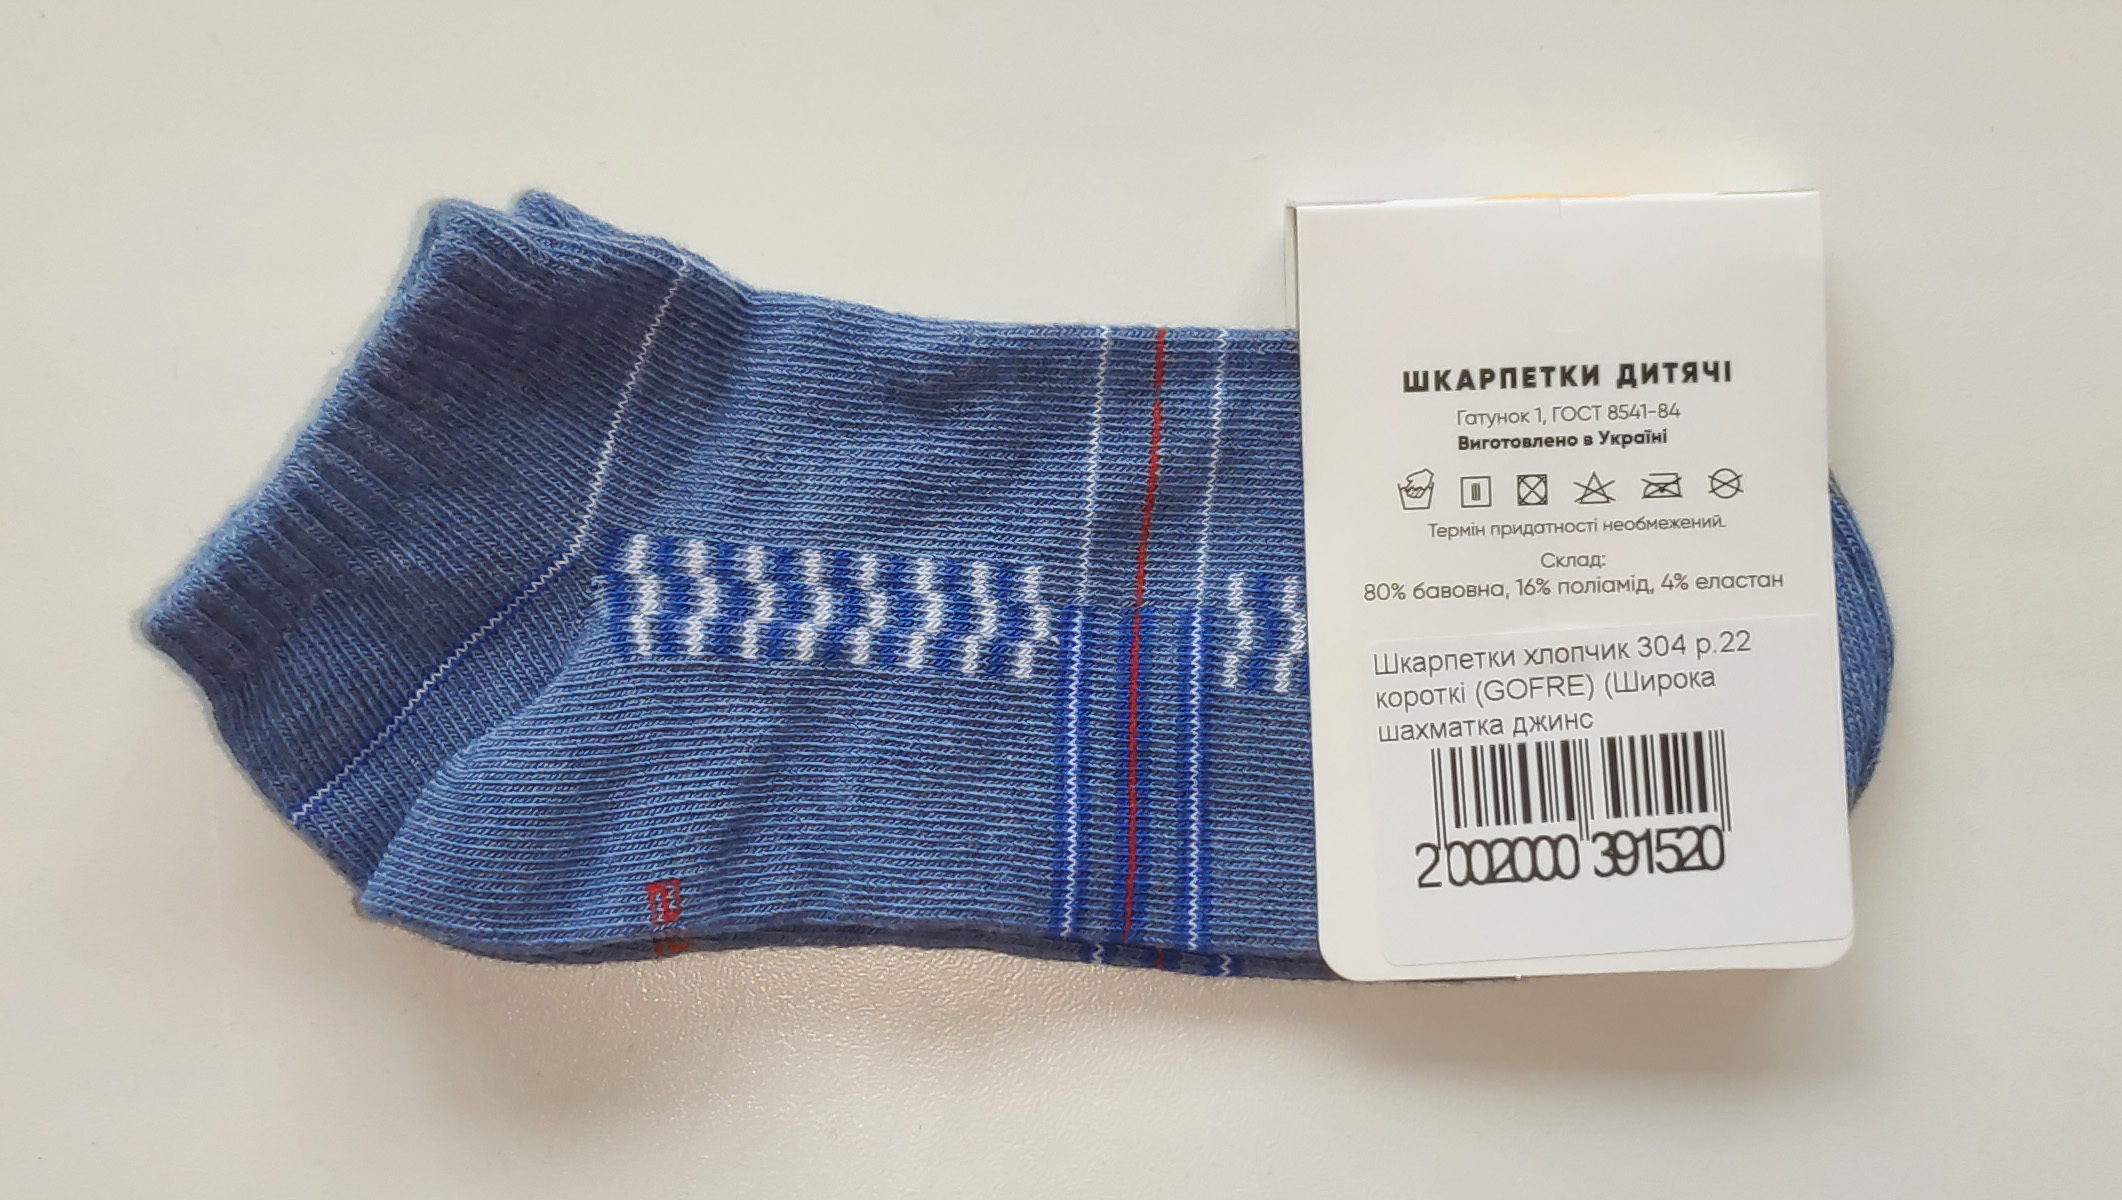 ШКАРПЕТКИ ДИТЯЧІ
Гатунок 1, ГОСТ 8541-84
Виготовлено в Україні
Термін придатності необмежений.
Склад:
80% бавовна, 16% поліамід, 4% еластан
Шкарпетки хлопчик 304 р.22
короткі (GOFRE) (Широка
шахматка джинс
2 002000 391520